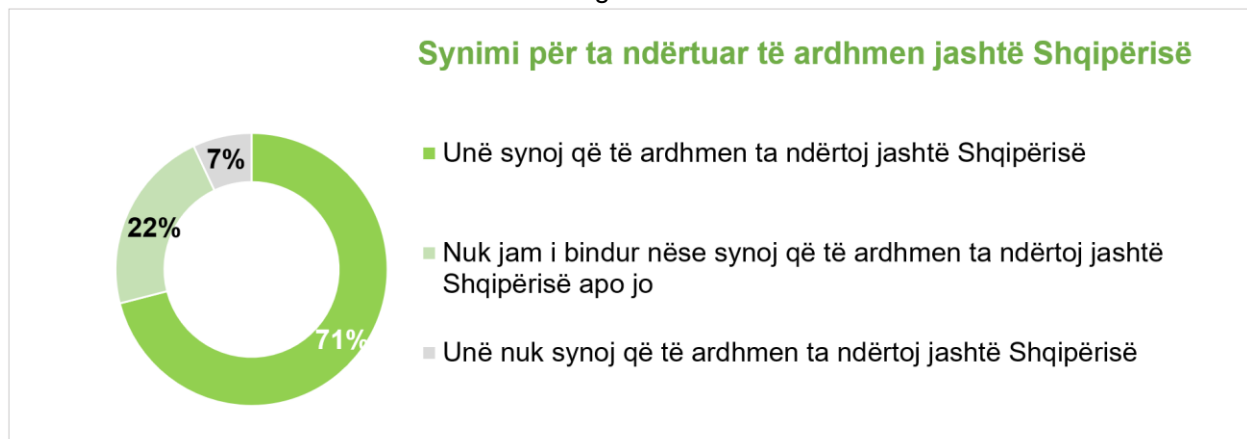 Synimi për ta ndërtuar të ardhmen jashtë Shqipërisë
Unë synoj që të ardhmen ta ndërtoj jashtë Shqipërisë
Nuk jam i bindur nëse synoj që të ardhmen ta ndërtoj jashtë
Shqipërisë apo jo
Unë nuk synoj që të ardhmen ta ndërtoj jashtë Shqipërisë
7%
22%
71%